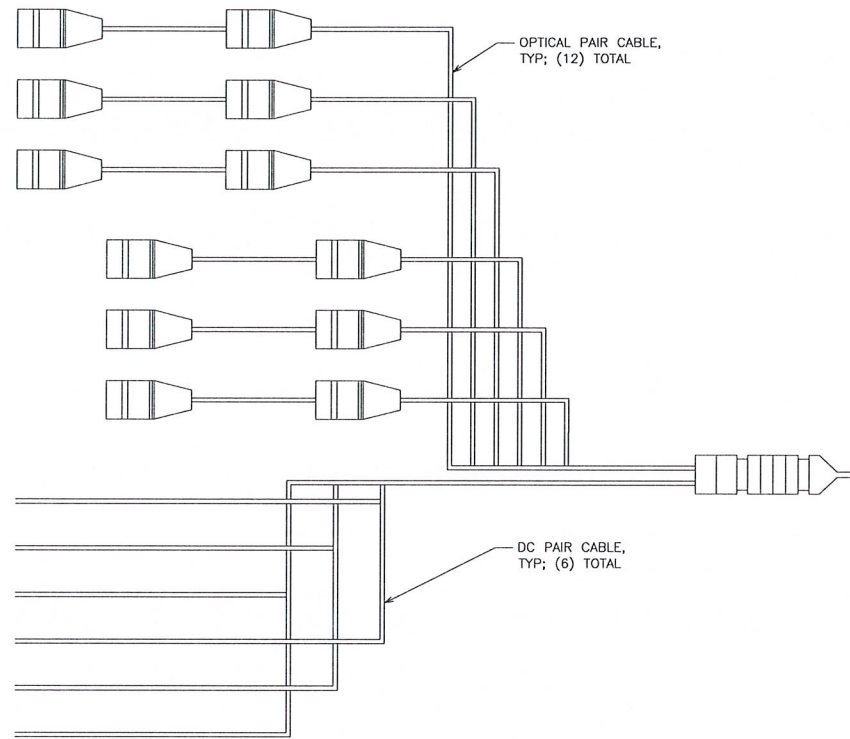 OPTICAL PAIR CABLE,
TYP; (12) TOTAL
DC PAIR CABLE,
TYP; (6) TOTAL